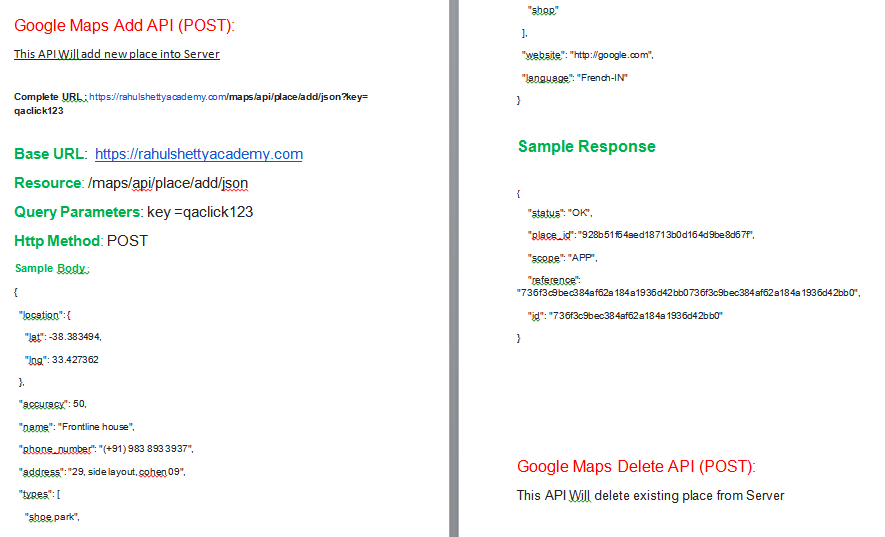 Google Maps Add API (POST):
This API Will add new place into Server
Complete URL : https://rahulshettyacademy.com/maps/api/place/add/json?key=
qaclick123
Base URL: https://rahulshettyacademy.com
Resource: /maps/api/place/add/json
Query Parameters: key =qaclick123
Http Method: POST
Sample Body :
{
"location": {
"lat": -38.383494,
"lng": 33.427362
},
"accuracy": 50,
"name": "Frontline house",
"phone_number": "(+91) 983 893 3937",
"address": "29, side layout, cohen 09",
"types": [
"shoe park",
"shop"
],
"website": "http://google.com",
"language": "French-IN"
}
Sample Response
{
"status": "OK",
"place_id": "928b51f64aed18713b0d164d9be8d67f",
"scope": "APP",
"reference":
"736f3c9bec384af62a184a1936d42bb0736f3c9bec384af62a184a1936d42bb0",
"id": "736f3c9bec384af62a184a1936d42bb0"
}
Google Maps Delete API (POST):
This API Will delete existing place from Server